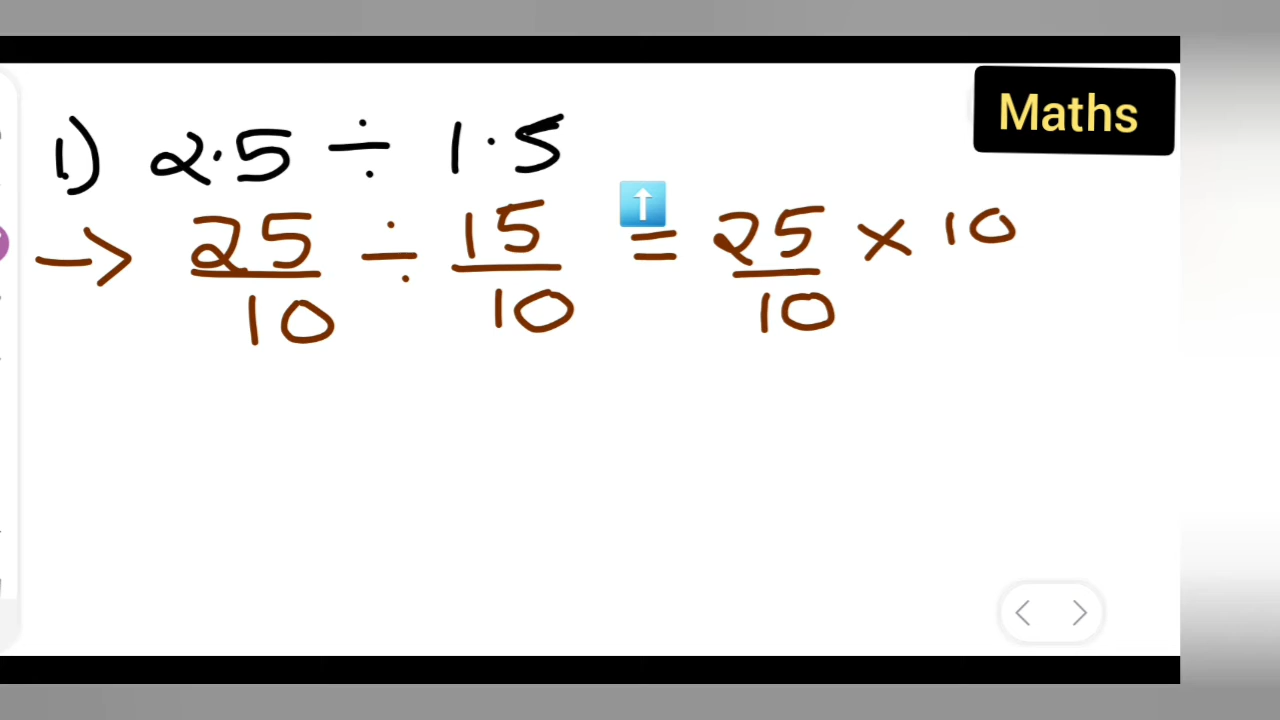 Maths
1) 2.5 ÷ 1.5
→ 25/10 ÷ 15/10 = 25/10 × 10